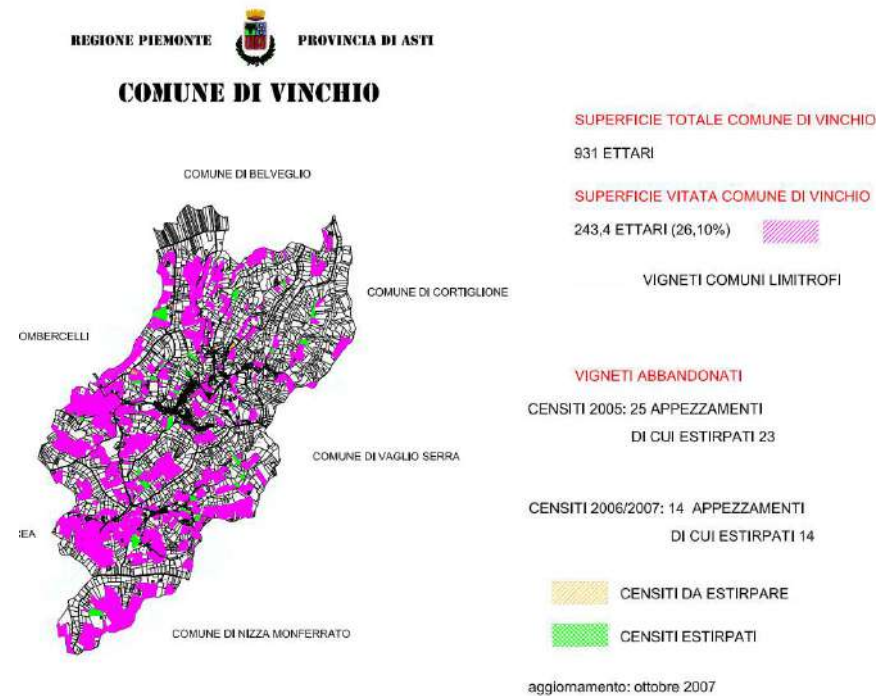 REGIONE PIEMONTE
PROVINCIA DI ASTI
COMUNE DI VINCHIO
COMUNE DI BELVEGLIO
COMUNE DI CORTIGLIONE
OMBERCELLI
COMUNE DI VAGLIO SERRA
EA
COMUNE DI NIZZA MONFERRATO
SUPERFICIE TOTALE COMUNE DI VINCHIO
931 ETTARI
SUPERFICIE VITATA COMUNE DI VINCHIO
243,4 ETTARI (26,10%)
VIGNETI COMUNI LIMITROFI
VIGNETI ABBANDONATI
CENSITI 2005: 25 APPEZZAMENTI
DI CUI ESTIRPATI 23
CENSITI 2006/2007: 14 APPEZZAMENTI
DI CUI ESTIRPATI 14
CENSITI DA ESTIRPARE
CENSITI ESTIRPATI
aggiornamento: ottobre 2007